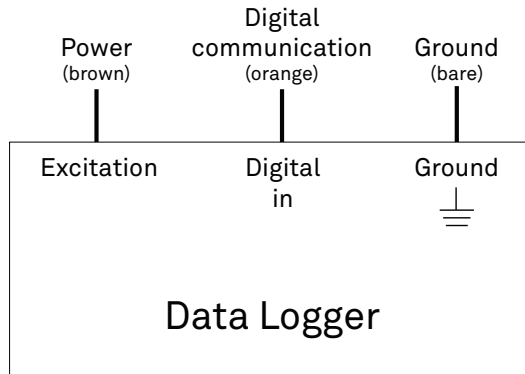 Power
(brown)
Digital
communication
(orange)
Ground
(bare)
Excitation
Digital
in
Ground
Data Logger